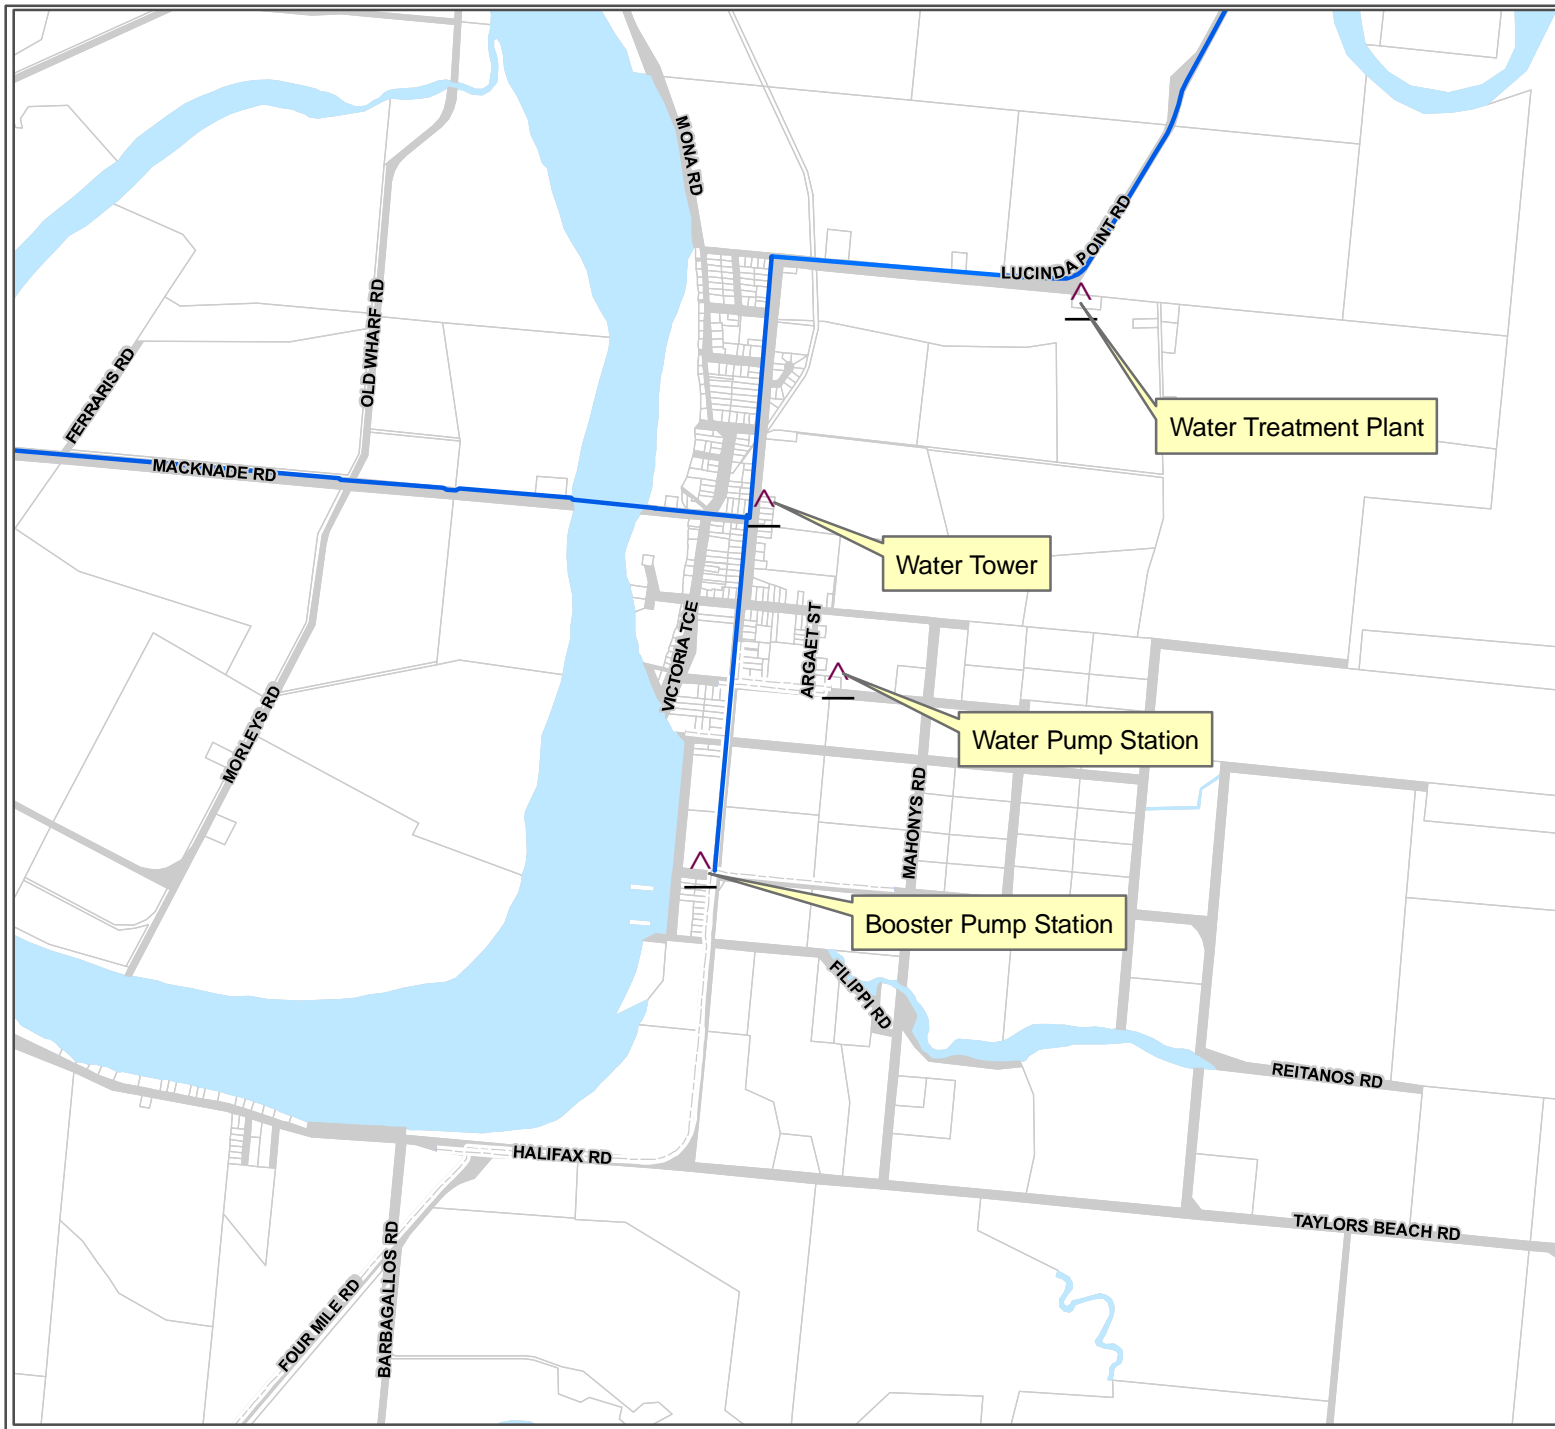 MONA RD
LUCINDA POINT RD
OLD WHARF RD
FERRARIS RD
Water Treatment Plant
MACKNADE RD
Water Tower
VICTORIA TCE
ARGAET ST
MORLEYS RD
Water Pump Station
MAHONYS RD
Booster Pump Station
FILIPPI RD
REITANOS RD
HALIFAX RD
TAYLORS BEACH RD
FOUR MILE RD
BARBAGALLOS RD